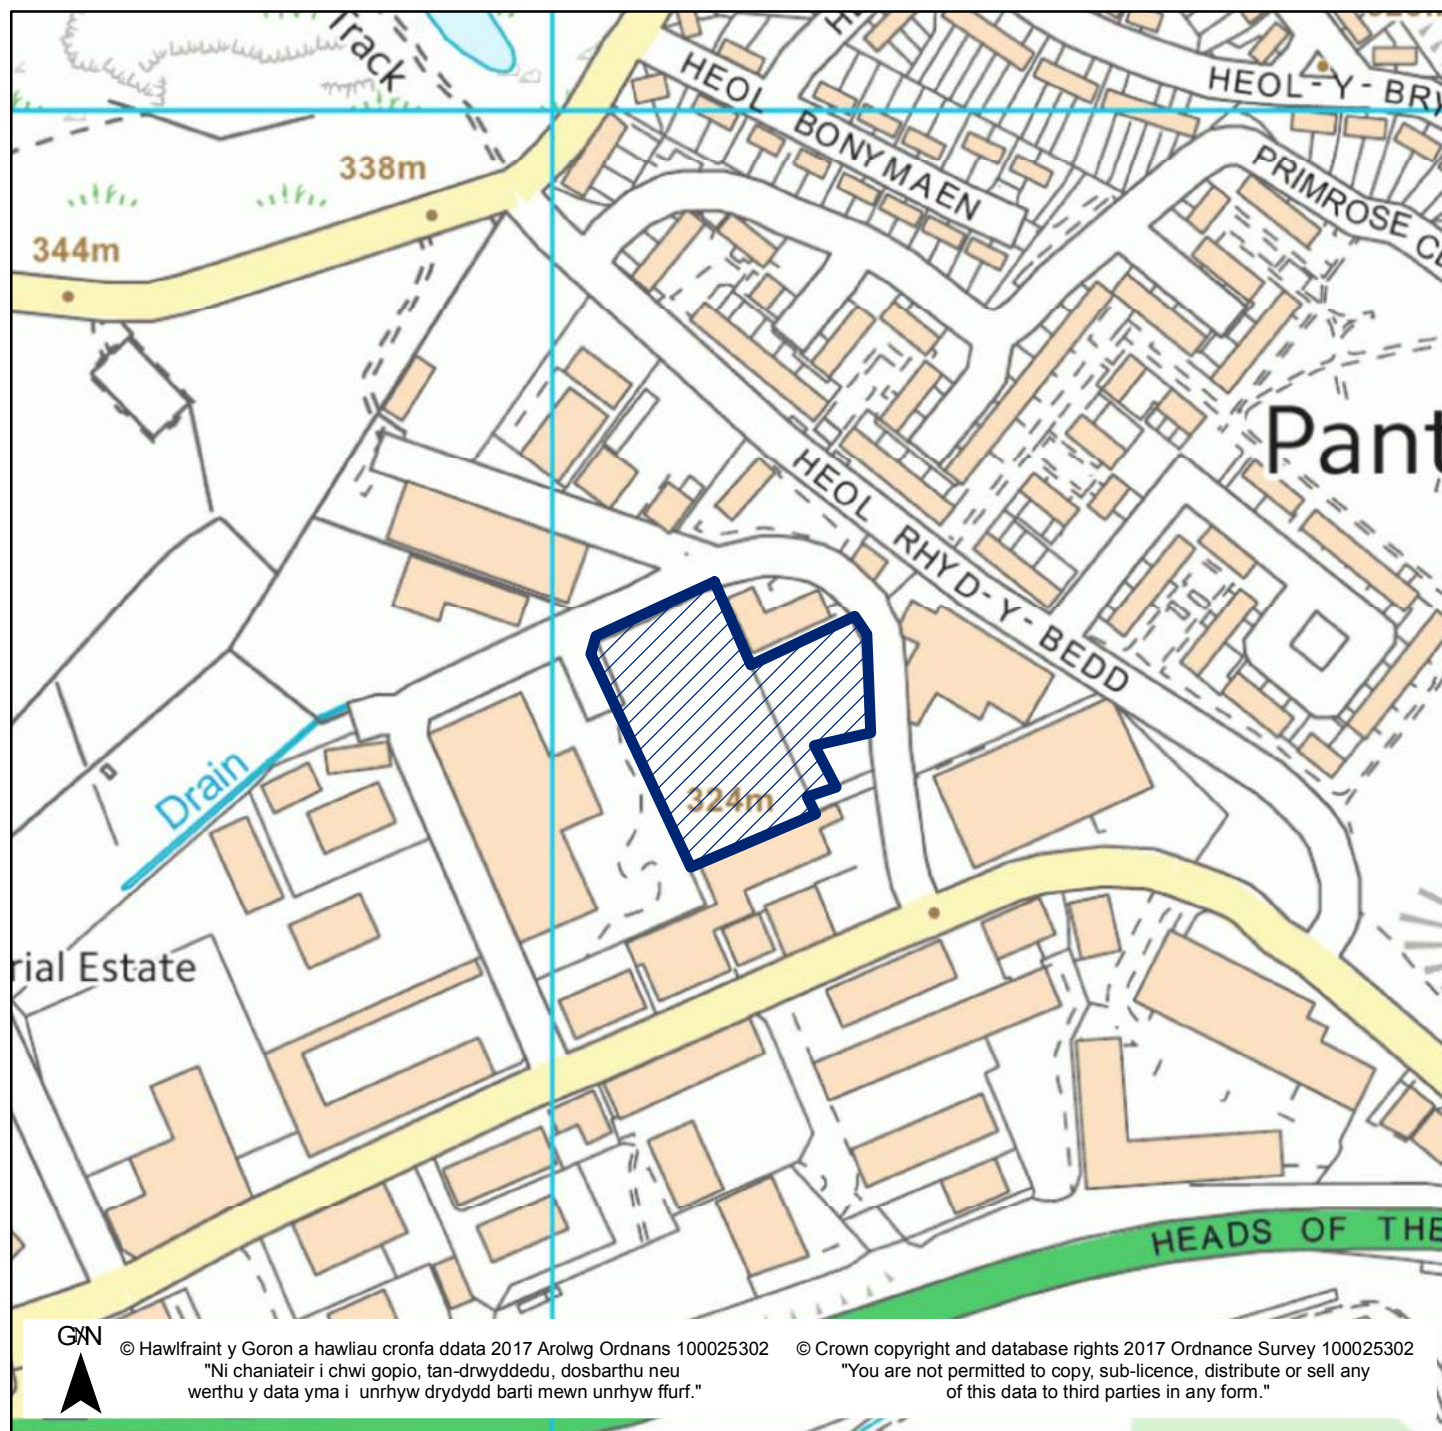 Track
HEOL-Y-BRY
HEOL BONYMAEN
338m
PRIMROSE CL
344m
Pant
HEOL RHYD-Y-BEDD
324m
Drain
rial Estate
HEADS OF THE
G/N
© Hawlfraint y Goron a hawliau cronfa ddata 2017 Arolwg Ordnans 100025302
"Ni chaniateir i chwi gopio, tan-drwyddedu, dosbarthu neu
werthu y data yma i unrhyw drydydd barti mewn unrhyw ffurf."
© Crown copyright and database rights 2017 Ordnance Survey 100025302
"You are not permitted to copy, sub-licence, distribute or sell any
of this data to third parties in any form."